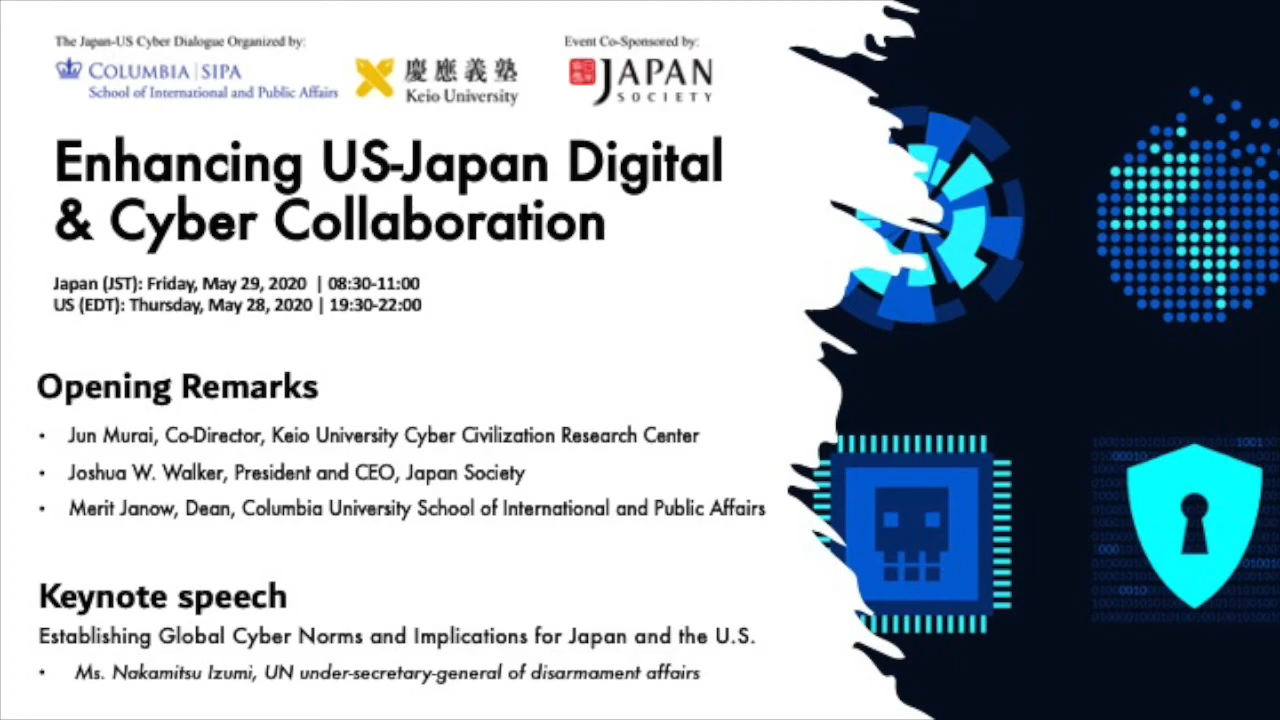 The Japan-US Cyber Dialogue Organized by:
Event Co-Sponsored by:
COLUMBIA | SIPA
School of International and Public Affairs
慶應義塾
Keio University
JAPAN
SOCIETY
Enhancing US-Japan Digital
& Cyber Collaboration
Japan (JST): Friday, May 29, 2020 | 08:30-11:00
US (EDT): Thursday, May 28, 2020 | 19:30-22:00
Opening Remarks
• Jun Murai, Co-Director, Keio University Cyber Civilization Research Center
• Joshua W. Walker, President and CEO, Japan Society
• Merit Janow, Dean, Columbia University School of International and Public Affairs
Keynote speech
Establishing Global Cyber Norms and Implications for Japan and the U.S.
• Ms. Nakamitsu Izumi, UN under-secretary-general of disarmament affairs